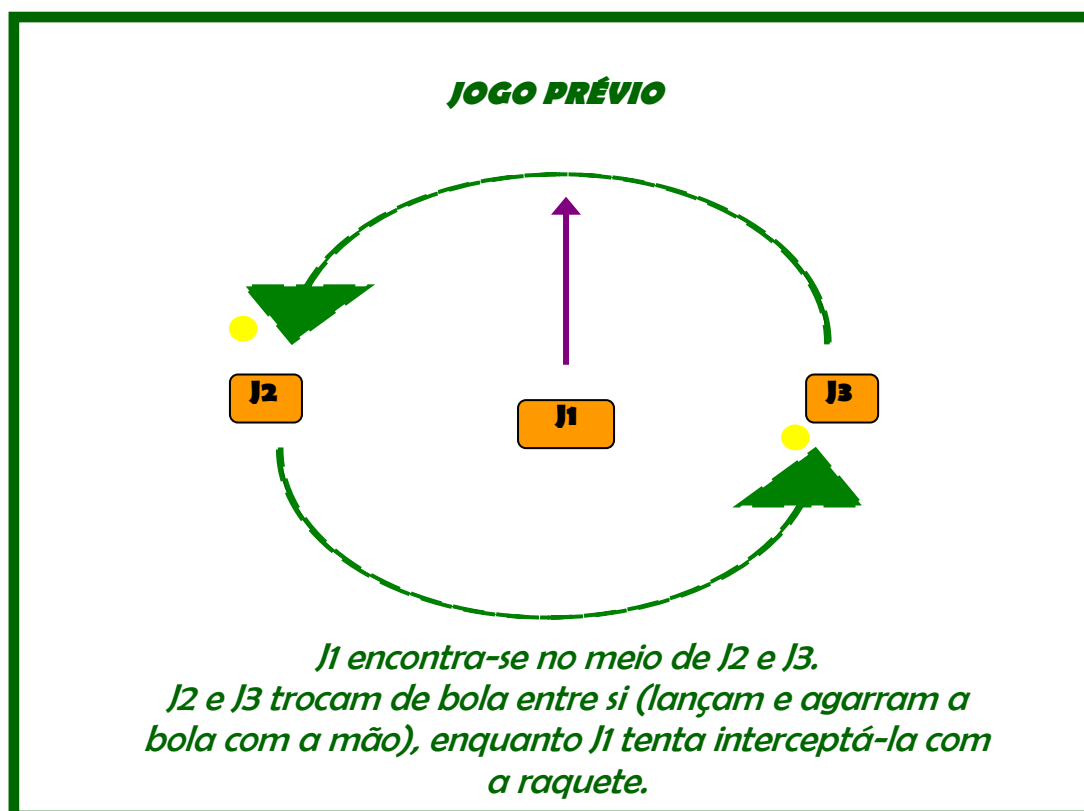 JOGO PRÉVIO
J2
J1
J3
J1 encontra-se no meio de J2 e J3.
J2 e J3 trocam de bola entre si (lançam e agarram a
bola com a mão), enquanto J1 tenta interceptá-la com
a raquete.